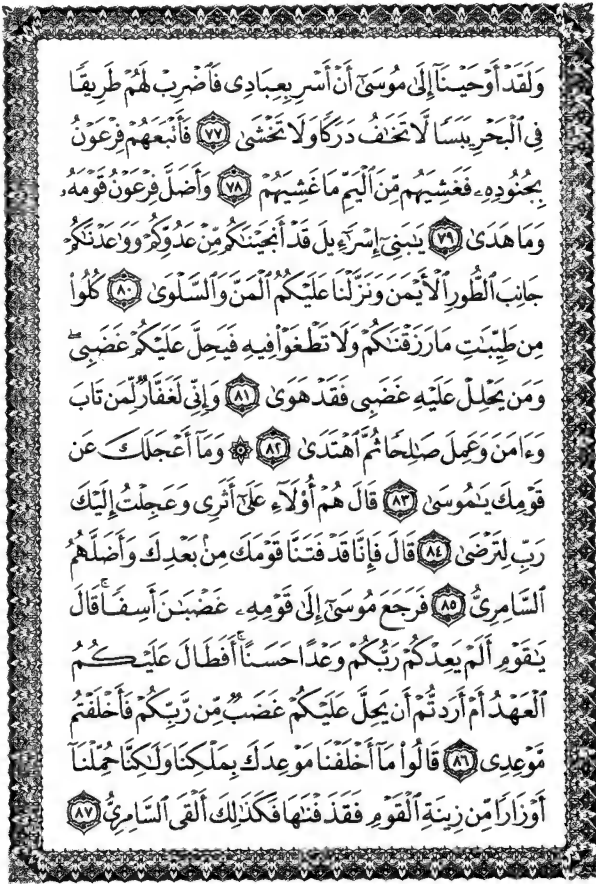 وَلَقَدْ أَوْحَيْنَآ إِلَىٰ مُوسَىٰٓ أَنْ أَسْرِ بِعِبَادِى فَٱضْرِبْ لَهُمْ طَرِيقًا
فِى ٱلْبَحْرِ يَبَسًا لَّا تَخَٰفُ دَرَكًا وَلَا تَخْشَىٰ ٧٧ فَأَتْبَعَهُمْ فِرْعَوْنُ
بِجُنُودِهِۦ فَغَشِيَهُم مِّنَ ٱلْيَمِّ مَا غَشِيَهُمْ ٧٨ وَأَضَلَّ فِرْعَوْنُ قَوْمَهُۥ
وَمَا هَدَىٰ ٧٩ يَٰبَنِىٓ إِسْرَٰٓءِيلَ قَدْ أَنجَيْنَٰكُم مِّنْ عَدُوِّكُمْ وَوَٰعَدْنَٰكُمْ
جَانِبَ ٱلطُّورِ ٱلْأَيْمَنَ وَنَزَّلْنَا عَلَيْكُمُ ٱلْمَنَّ وَٱلسَّلْوَىٰ ٨٠ كُلُوا۟
مِن طَيِّبَٰتِ مَا رَزَقْنَٰكُمْ وَلَا تَطْغَوْا۟ فِيهِ فَيَحِلَّ عَلَيْكُمْ غَضَبِى ۖ
وَمَن يَحْلِلْ عَلَيْهِ غَضَبِى فَقَدْ هَوَىٰ ٨١ وَإِنِّى لَغَفَّارٌ لِّمَن تَابَ
وَءَامَنَ وَعَمِلَ صَٰلِحًا ثُمَّ ٱهْتَدَىٰ ٨٢ ۞ وَمَآ أَعْجَلَكَ عَن
قَوْمِكَ يَٰمُوسَىٰ ٨٣ قَالَ هُمْ أُو۟لَآءِ عَلَىٰٓ أَثَرِى وَعَجِلْتُ إِلَيْكَ
رَبِّ لِتَرْضَىٰ ٨٤ قَالَ فَإِنَّا قَدْ فَتَنَّا قَوْمَكَ مِنۢ بَعْدِكَ وَأَضَلَّهُمُ
ٱلسَّامِرِىُّ ٨٥ فَرَجَعَ مُوسَىٰٓ إِلَىٰ قَوْمِهِۦ غَضْبَٰنَ أَسِفًا ۚ قَالَ
يَٰقَوْمِ أَلَمْ يَعِدْكُمْ رَبُّكُمْ وَعْدًا حَسَنًا ۚ أَفَطَالَ عَلَيْكُمُ
ٱلْعَهْدُ أَمْ أَرَدتُّمْ أَن يَحِلَّ عَلَيْكُمْ غَضَبٌ مِّن رَّبِّكُمْ فَأَخْلَفْتُم
مَّوْعِدِى ٨٦ قَالُوا۟ مَآ أَخْلَفْنَا مَوْعِدَكَ بِمَلْكِنَا وَلَٰكِنَّا حُمِّلْنَآ
أَوْزَارًا مِّن زِينَةِ ٱلْقَوْمِ فَقَذَفْنَٰهَا فَكَذَٰلِكَ أَلْقَى ٱلسَّامِرِىُّ ٨٧